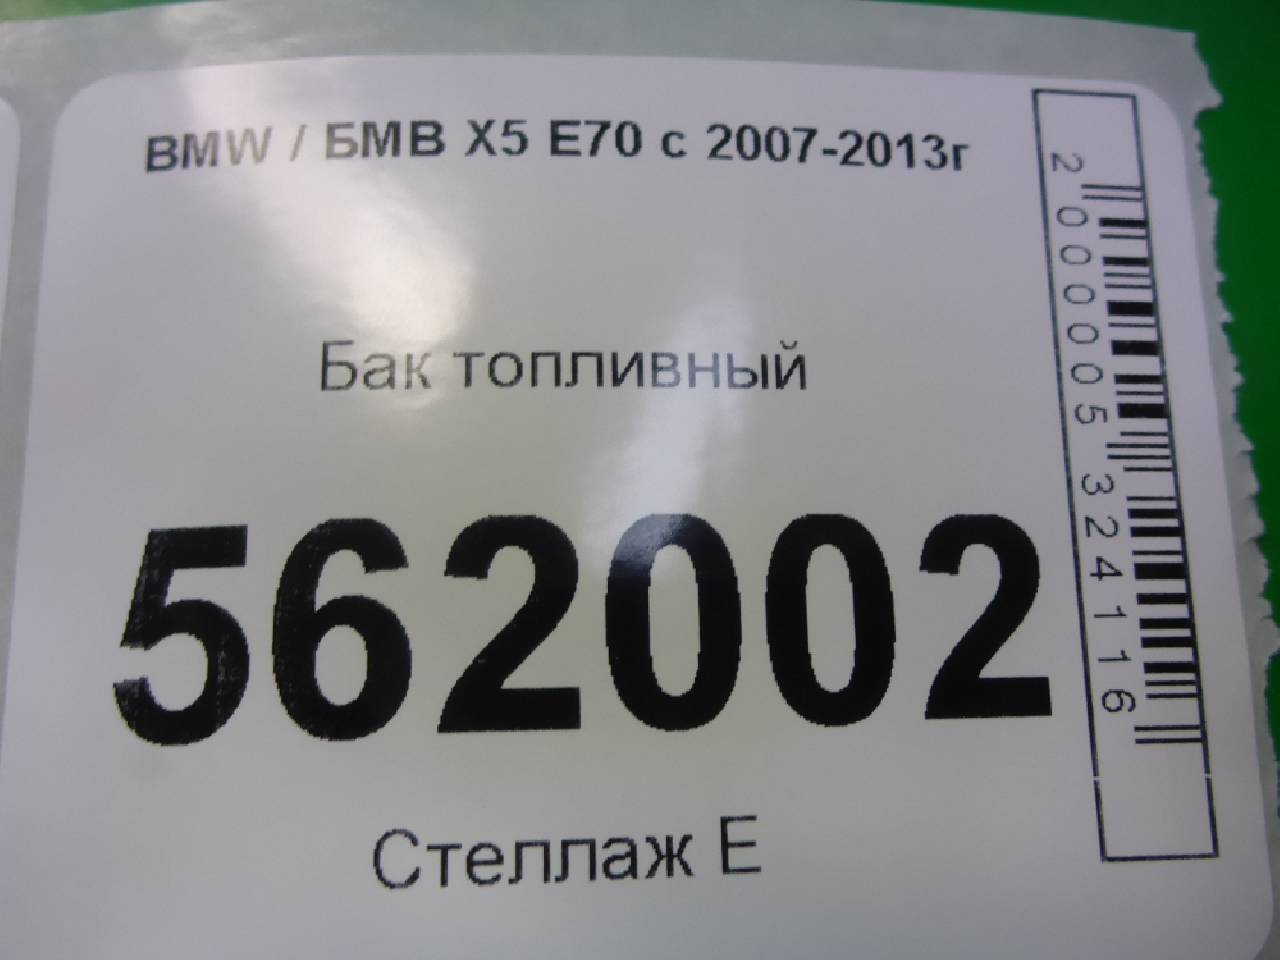 BMW / БМВ X5 E70 с 2007-2013г
Бак топливный
562002
Стеллаж Е
2000005324116